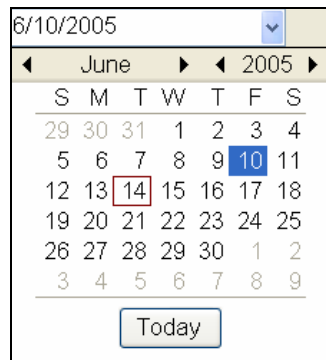 6/10/2005
June 2005
S M T W T F S
29 30 31 1 2 3 4
5 6 7 8 9 10 11
12 13 14 15 16 17 18
19 20 21 22 23 24 25
26 27 28 29 30 1 2
3 4 5 6 7 8 9
Today